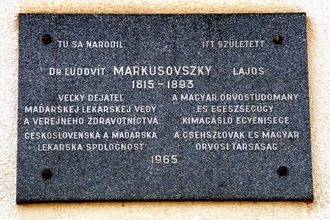 TU SA NARODIL ITT SZÜLETETT
DR. ĽUDOVÍT MARKUSOVSZKY LAJOS
1815–1893
VEĽKÝ DEJATEĽ
MAĎARSKEJ LEKÁRSKEJ VEDY
A VEREJNÉHO ZDRAVOTNÍCTVA
ČESKOSLOVENSKÁ A MAĎARSKÁ
LEKÁRSKA SPOLOČNOSŤ
A MAGYAR ORVOSTUDOMÁNY
ÉS EGÉSZSÉGÜGY
KIMAGASLÓ EGYÉNISÉGE
A CSEHSZLOVÁK ÉS MAGYAR
ORVOSI TÁRSASÁG
1965